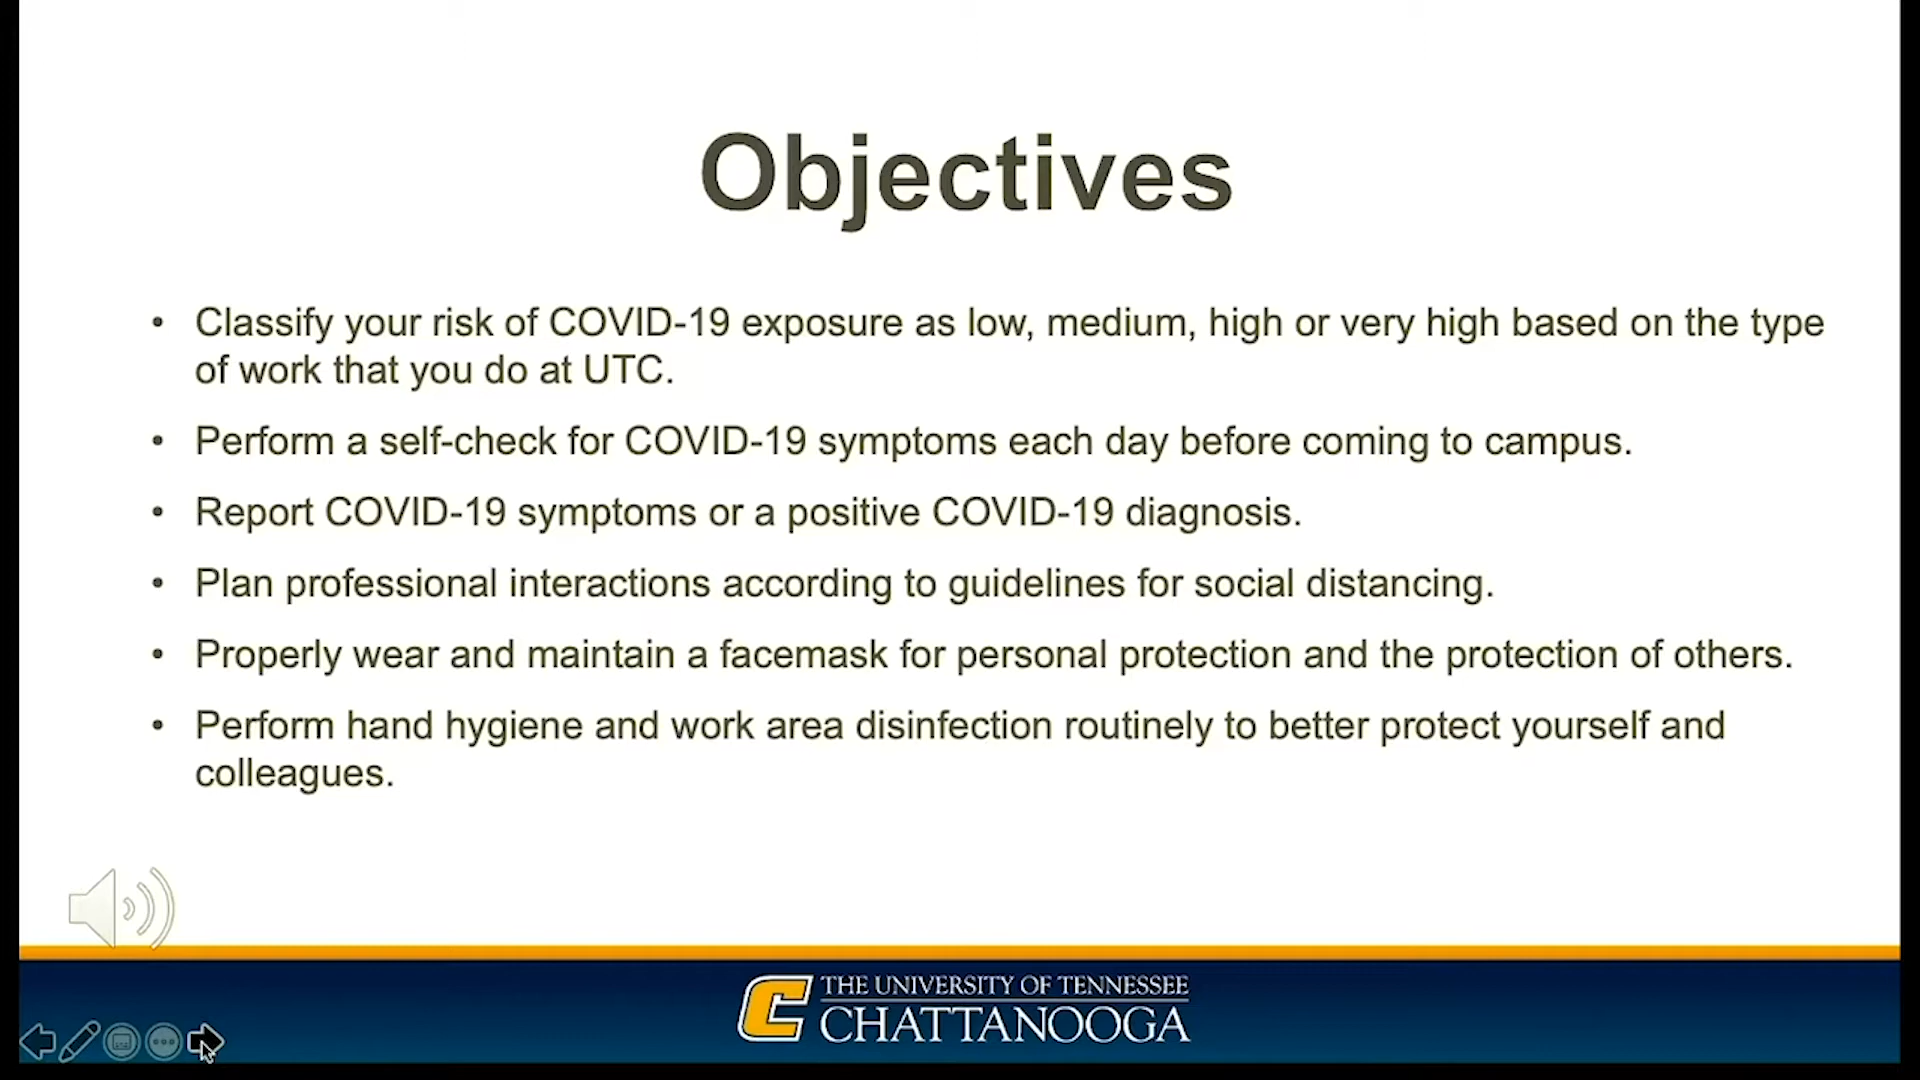 Objectives
• Classify your risk of COVID-19 exposure as low, medium, high or very high based on the type
of work that you do at UTC.
• Perform a self-check for COVID-19 symptoms each day before coming to campus.
• Report COVID-19 symptoms or a positive COVID-19 diagnosis.
• Plan professional interactions according to guidelines for social distancing.
• Properly wear and maintain a facemask for personal protection and the protection of others.
• Perform hand hygiene and work area disinfection routinely to better protect yourself and
colleagues.
C THE UNIVERSITY OF TENNESSEE
CHATTANOOGA